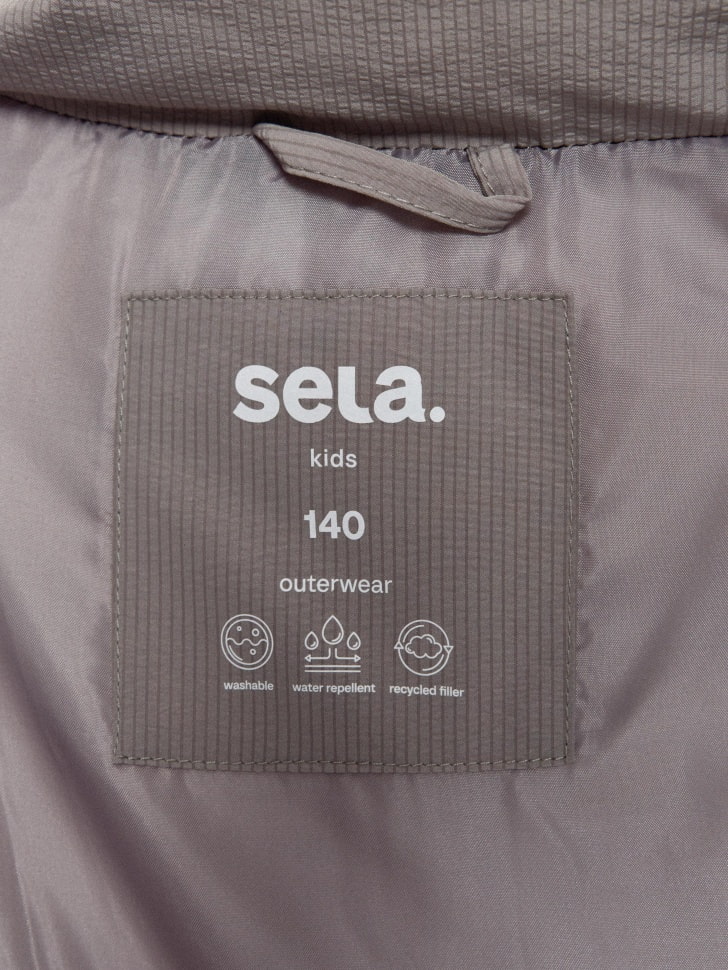 sela.
kids
140
outerwear
washable water repellent recycled filler